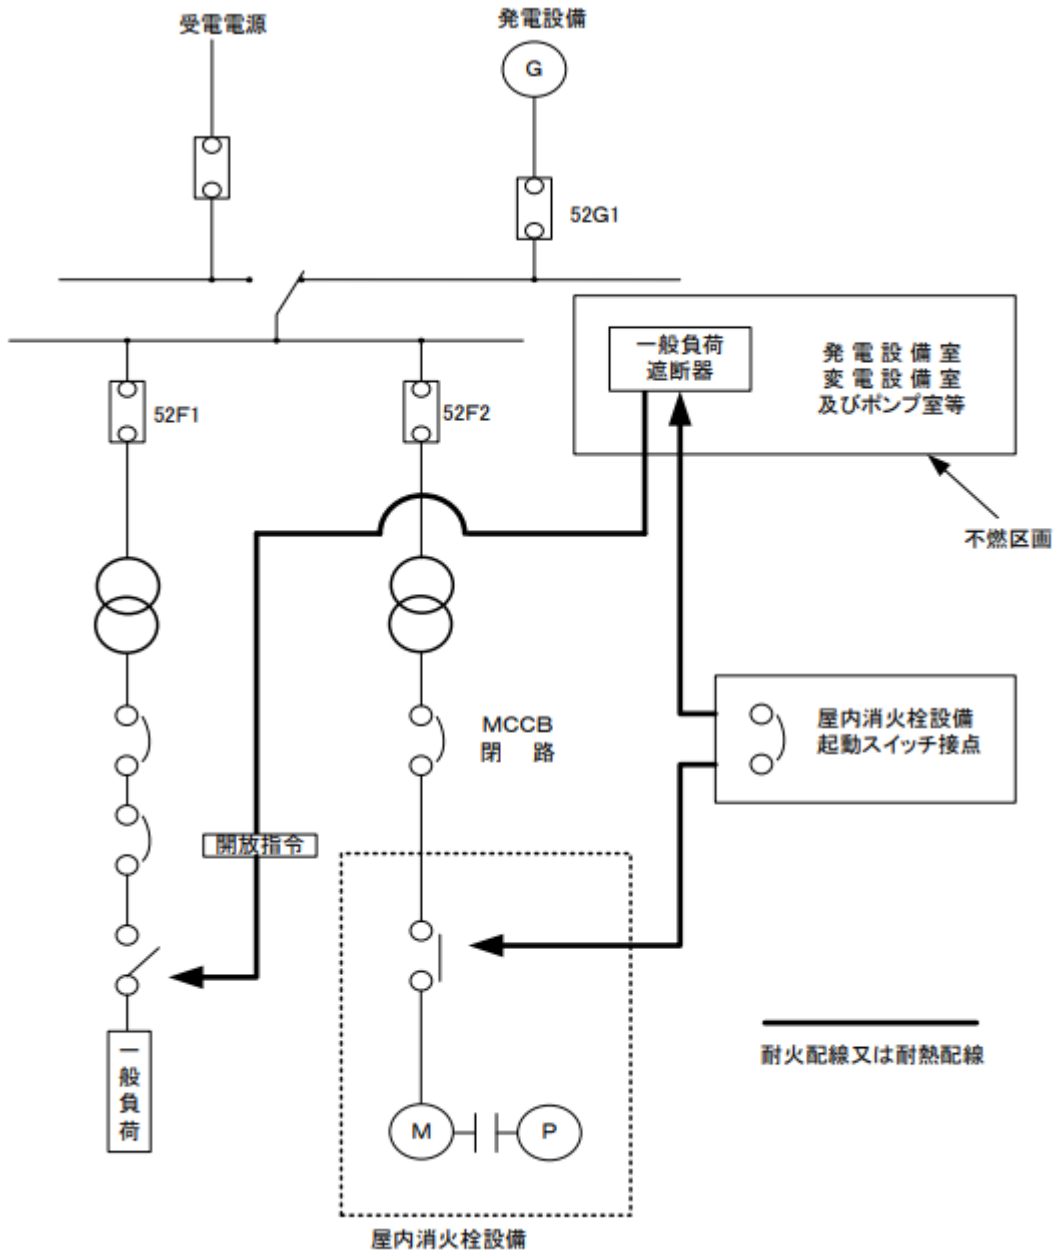 受電電源
発電設備
G
52G1
一般負荷
遮断器
発電設備室
変電設備室
及びポンプ室等
52F1
52F2
不燃区画
MCCB
閉路
屋内消火栓設備
起動スイッチ接点
開放指令
一般負荷
耐火配線又は耐熱配線
M
P
屋内消火栓設備